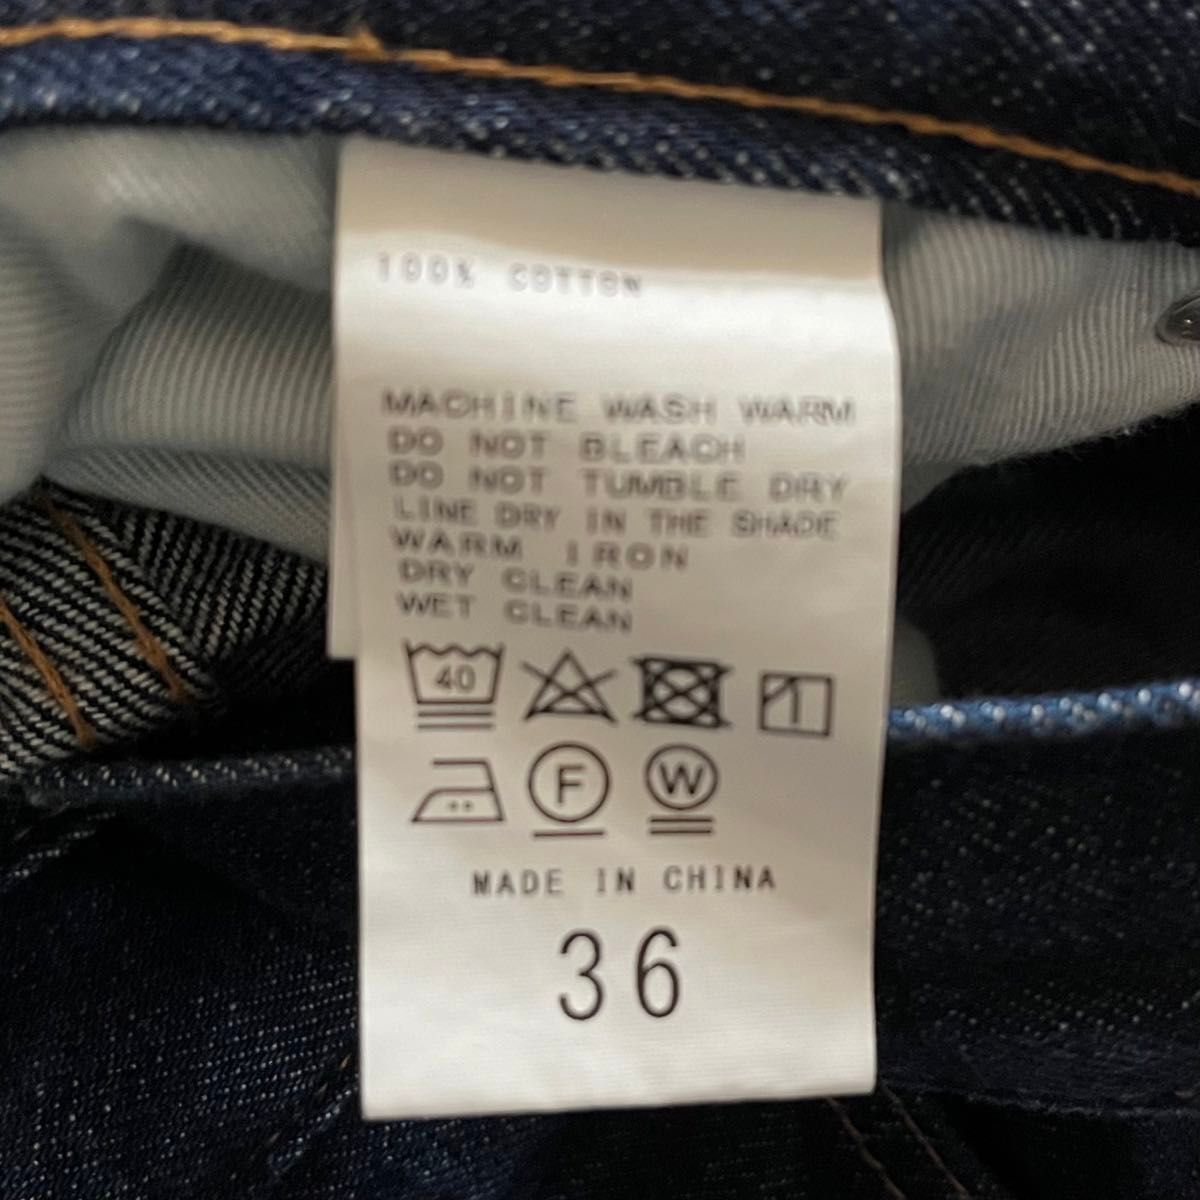 100% COTTON
MACHINE WASH WARM
DO NOT BLEACH
DO NOT TUMBLE DRY
LINE DRY IN THE SHADE
WARM IRON
DRY CLEAN
WET CLEAN
40
F W
MADE IN CHINA
36